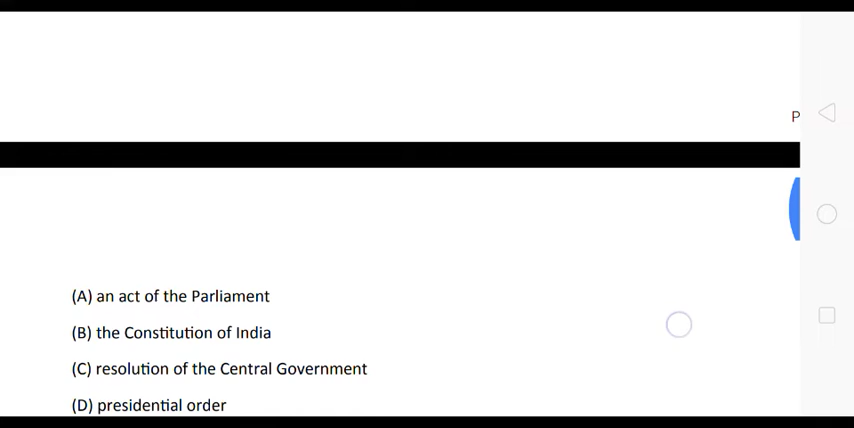 P
(A) an act of the Parliament
(B) the Constitution of India
(C) resolution of the Central Government
(D) presidential order